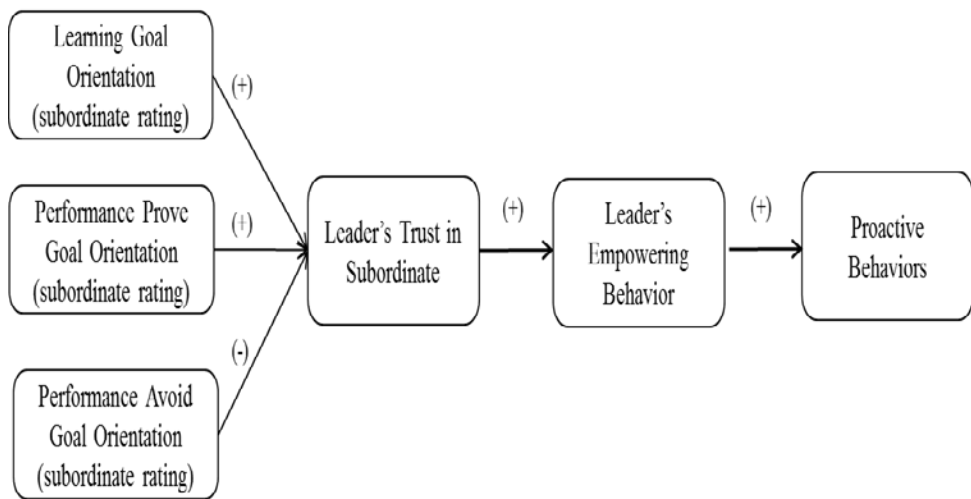 Learning Goal
Orientation
(subordinate rating)
(+)
Performance Prove
Goal Orientation
(subordinate rating)
(+)
Performance Avoid
Goal Orientation
(subordinate rating)
(-)
Leader's Trust in
Subordinate
(+)
Leader's
Empowering
Behavior
(+)
Proactive
Behaviors